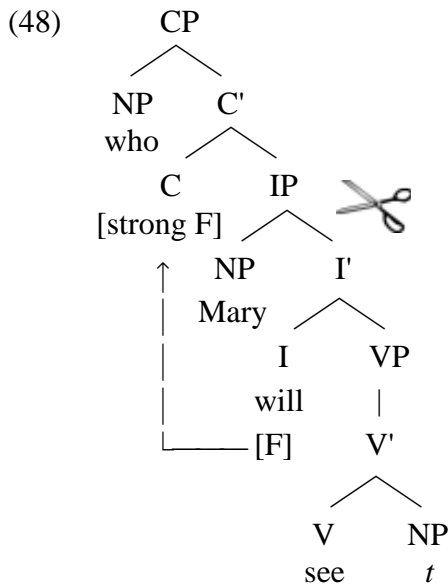 (48) CP
NP C'
who
C IP
[strong F]
NP I'
Mary
I VP
will
[F] V'
V NP
see t